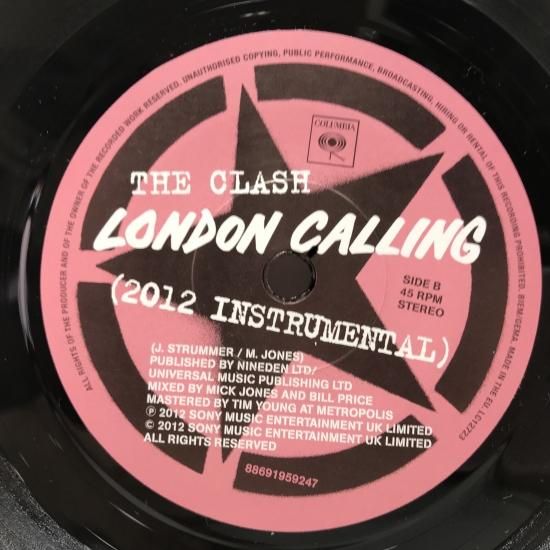 ALL RIGHTS OF THE PRODUCER AND OF THE OWNER OF THE RECORDED WORK RESERVED. UNAUTHORISED COPYING, PUBLIC PERFORMANCE, BROADCASTING, HIRING OR RENTAL OF THIS RECORDING PROHIBITED. BIEM/GEMA. MADE IN THE EU LC12723
COLUMBIA
THE CLASH
LONDON CALLING
(2012 INSTRUMENTAL)
SIDE B
45 RPM
STEREO
(J. STRUMMER / M. JONES)
PUBLISHED BY NINEDEN LTD/
UNIVERSAL MUSIC PUBLISHING LTD
MIXED BY MICK JONES AND BILL PRICE
MASTERED BY TIM YOUNG AT METROPOLIS
℗ 2012 SONY MUSIC ENTERTAINMENT UK LIMITED
© 2012 SONY MUSIC ENTERTAINMENT UK LIMITED
ALL RIGHTS RESERVED
88691959247